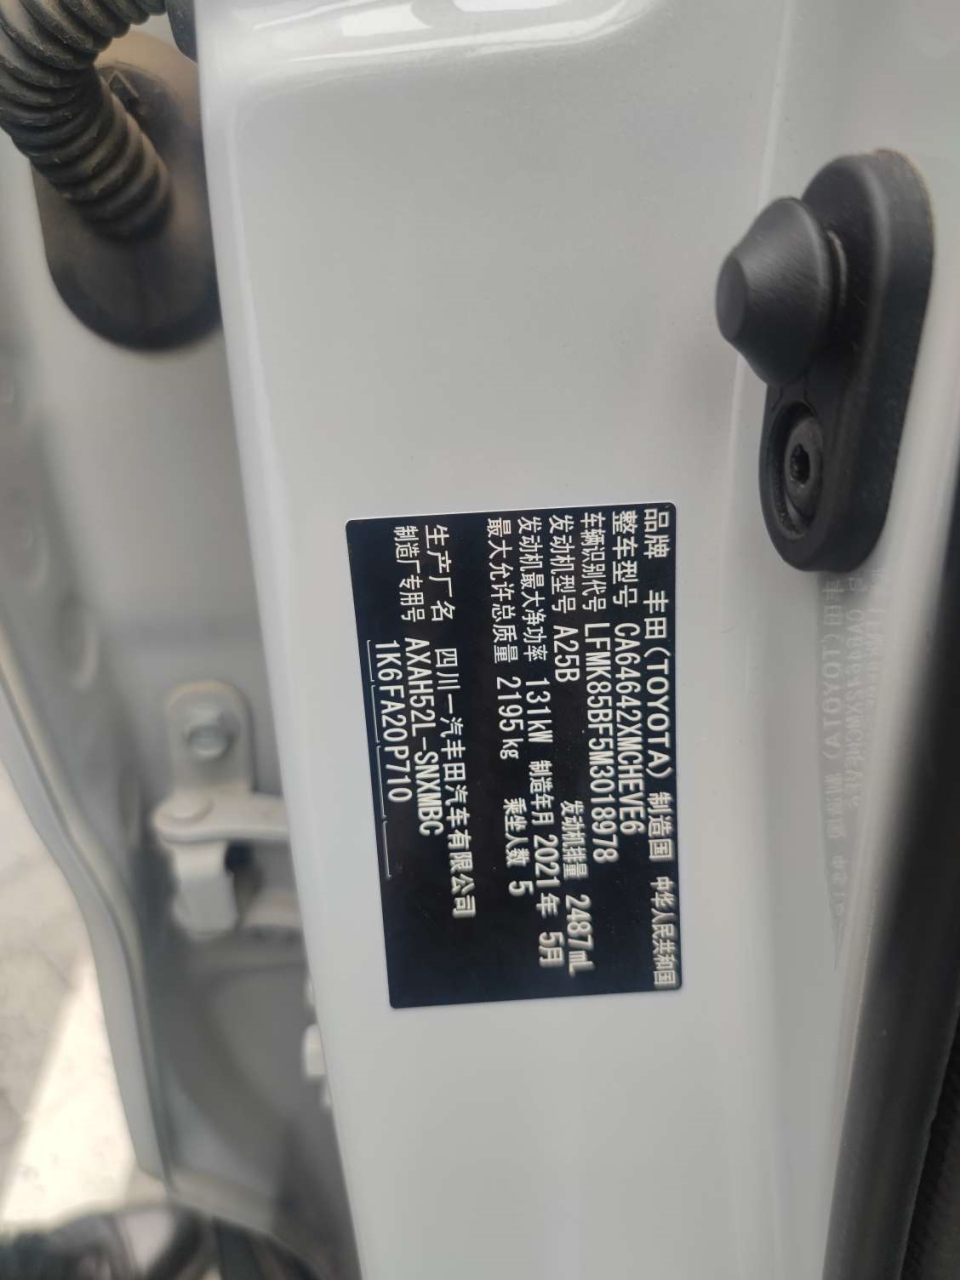 品牌 丰田(TOYOTA) 制造国 中华人民共和国
整车型号 CA64642XMCHEVE6
车辆识别代号 LFMK85BF5M3018978
发动机型号 A25B 发动机排量 2487mL
发动机最大净功率 131kW 制造年月 2021年 5月
最大允许总质量 2195kg 乘坐人数 5
生产厂名 四川一汽丰田汽车有限公司
制造厂专用号 AXAH52L-SNXMBC
1K6FA20P710